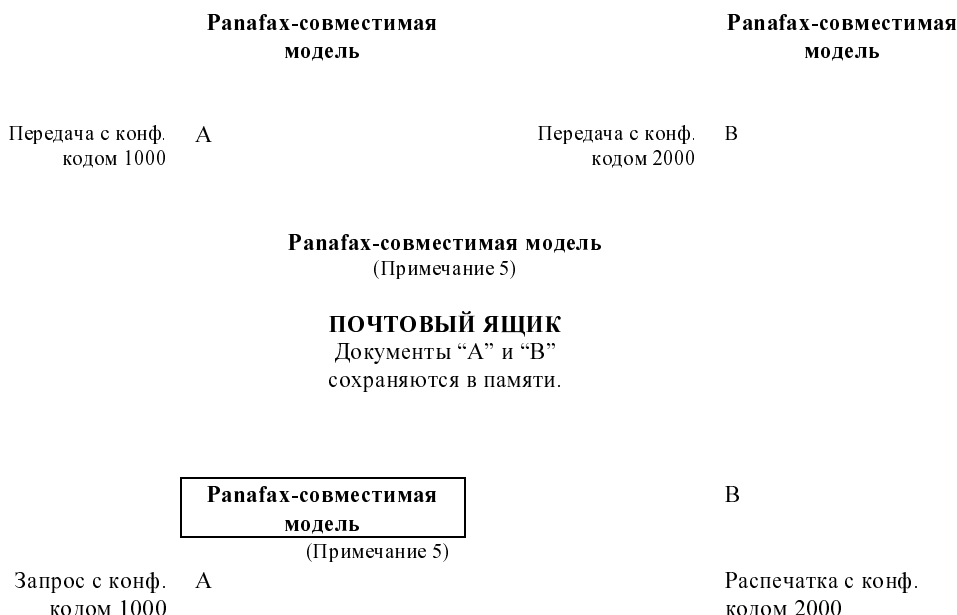 Panafax-совместимая
модель
Panafax-совместимая
модель
Передача с конф.
кодом 1000
A
Передача с конф.
кодом 2000
B
Panafax-совместимая модель
(Примечание 5)
ПОЧТОВЫЙ ЯЩИК
Документы “A” и “B”
сохраняются в памяти.
Panafax-совместимая
модель
(Примечание 5)
B
Запрос с конф.
кодом 1000
A
Распечатка с конф.
кодом 2000